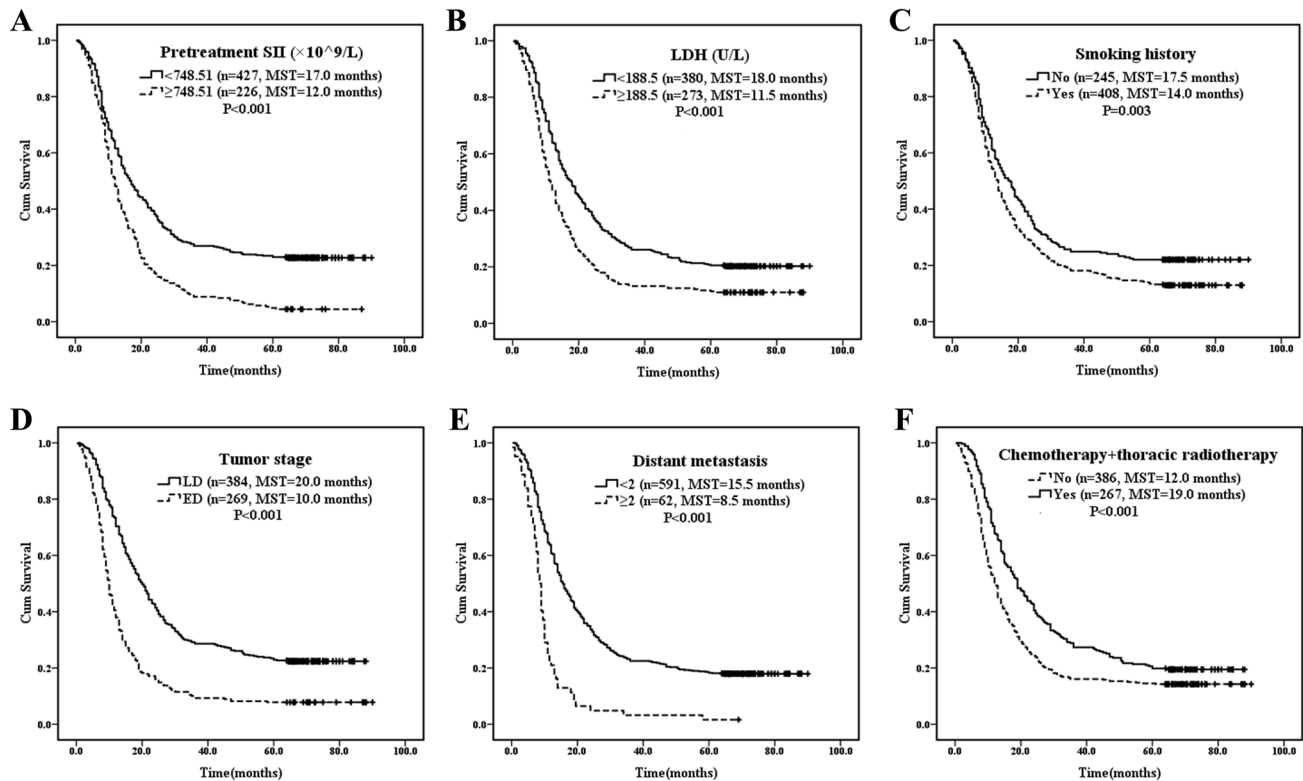 A
Pretreatment SII (×10^9/L)
<748.51 (n=427, MST=17.0 months)
≥748.51 (n=226, MST=12.0 months)
P<0.001
Cum Survival
1.0
0.8
0.6
0.4
0.2
0.0
0.0 20.0 40.0 60.0 80.0 100.0
Time(months)
B
LDH (U/L)
<188.5 (n=380, MST=18.0 months)
≥188.5 (n=273, MST=11.5 months)
P<0.001
Cum Survival
1.0
0.8
0.6
0.4
0.2
0.0
0.0 20.0 40.0 60.0 80.0 100.0
Time(months)
C
Smoking history
No (n=245, MST=17.5 months)
Yes (n=408, MST=14.0 months)
P=0.003
Cum Survival
1.0
0.8
0.6
0.4
0.2
0.0
0.0 20.0 40.0 60.0 80.0 100.0
Time(months)
D
Tumor stage
LD (n=384, MST=20.0 months)
ED (n=269, MST=10.0 months)
P<0.001
Cum Survival
1.0
0.8
0.6
0.4
0.2
0.0
0.0 20.0 40.0 60.0 80.0 100.0
Time(months)
E
Distant metastasis
<2 (n=591, MST=15.5 months)
≥2 (n=62, MST=8.5 months)
P<0.001
Cum Survival
1.0
0.8
0.6
0.4
0.2
0.0
0.0 20.0 40.0 60.0 80.0 100.0
Time(months)
F
Chemotherapy+thoracic radiotherapy
No (n=386, MST=12.0 months)
Yes (n=267, MST=19.0 months)
P<0.001
Cum Survival
1.0
0.8
0.6
0.4
0.2
0.0
0.0 20.0 40.0 60.0 80.0 100.0
Time(months)